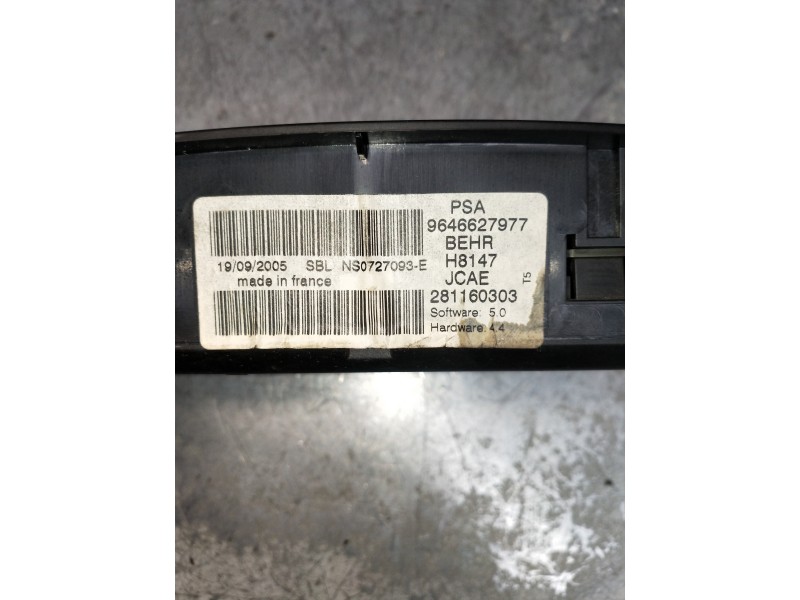 PSA
9646627977
BEHR
H8147
JCAE
281160303
Software: 5.0
Hardware: 4.4
T5
19/09/2005 SBL NS0727093-E
made in france